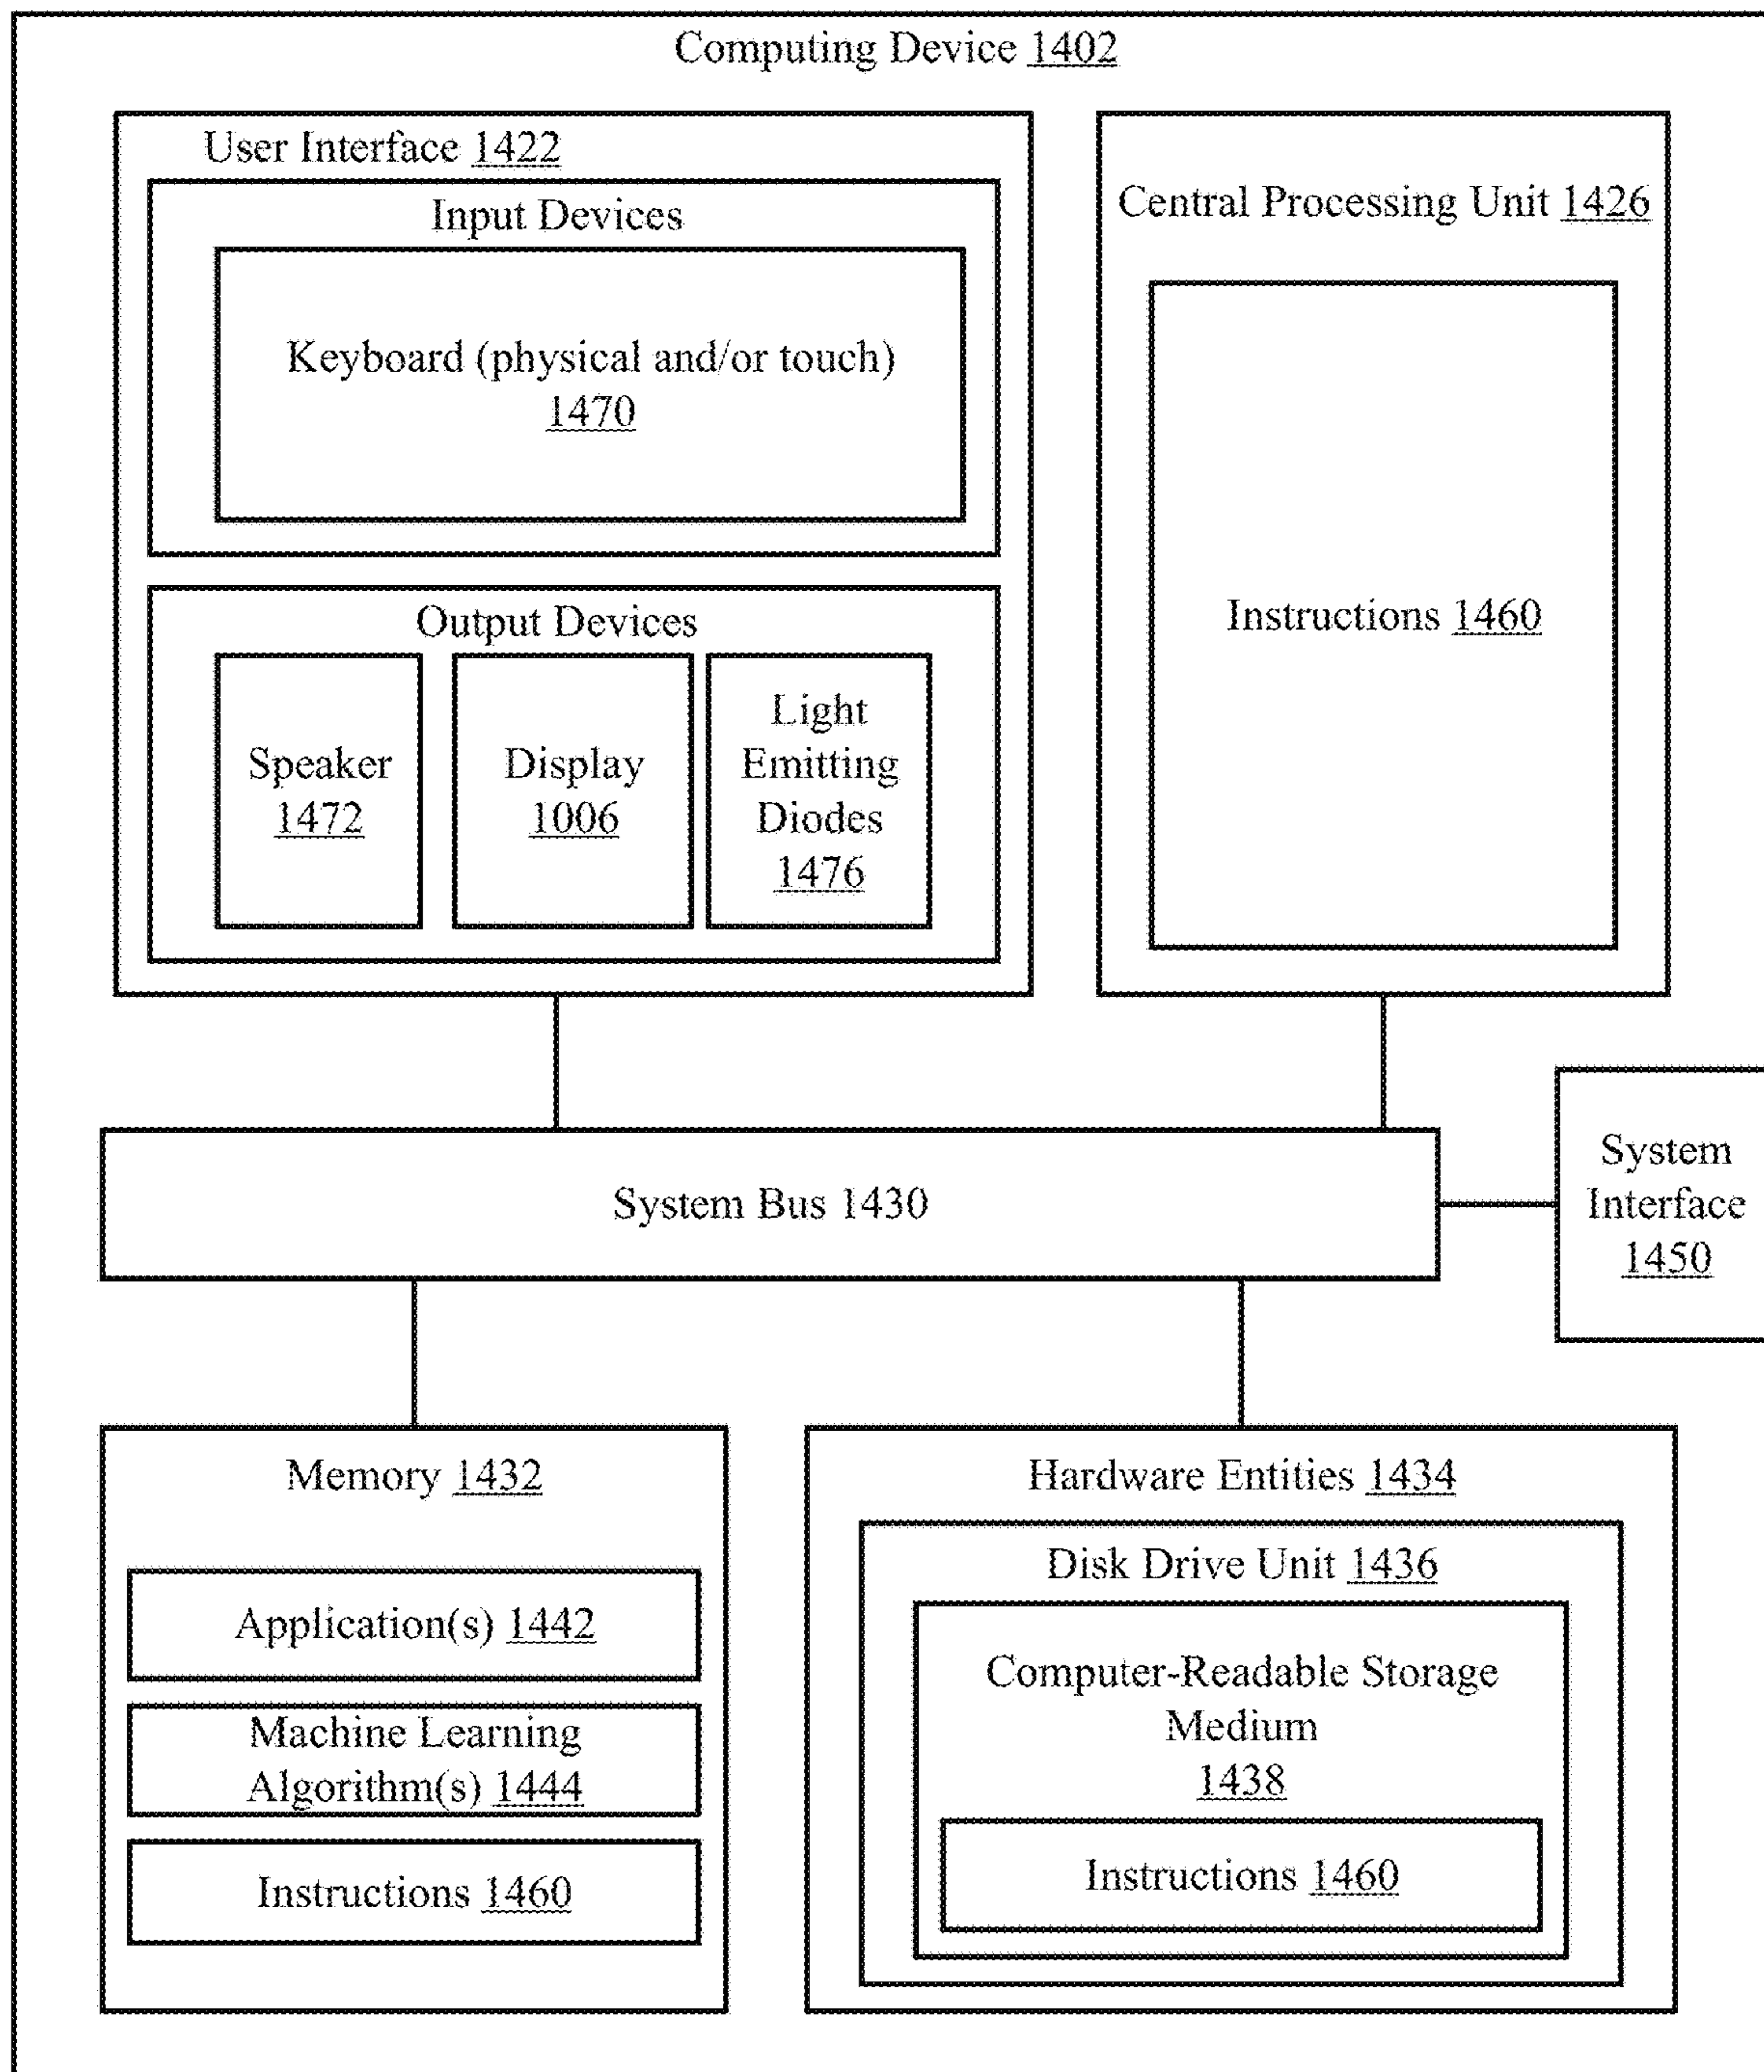 Computing Device 1402
User Interface 1422
Input Devices
Keyboard (physical and/or touch)
1470
Output Devices
Speaker
1472
Display
1006
Light
Emitting
Diodes
1476
Central Processing Unit 1426
Instructions 1460
System Bus 1430
System
Interface
1450
Memory 1432
Application(s) 1442
Machine Learning
Algorithm(s) 1444
Instructions 1460
Hardware Entities 1434
Disk Drive Unit 1436
Computer-Readable Storage
Medium
1438
Instructions 1460